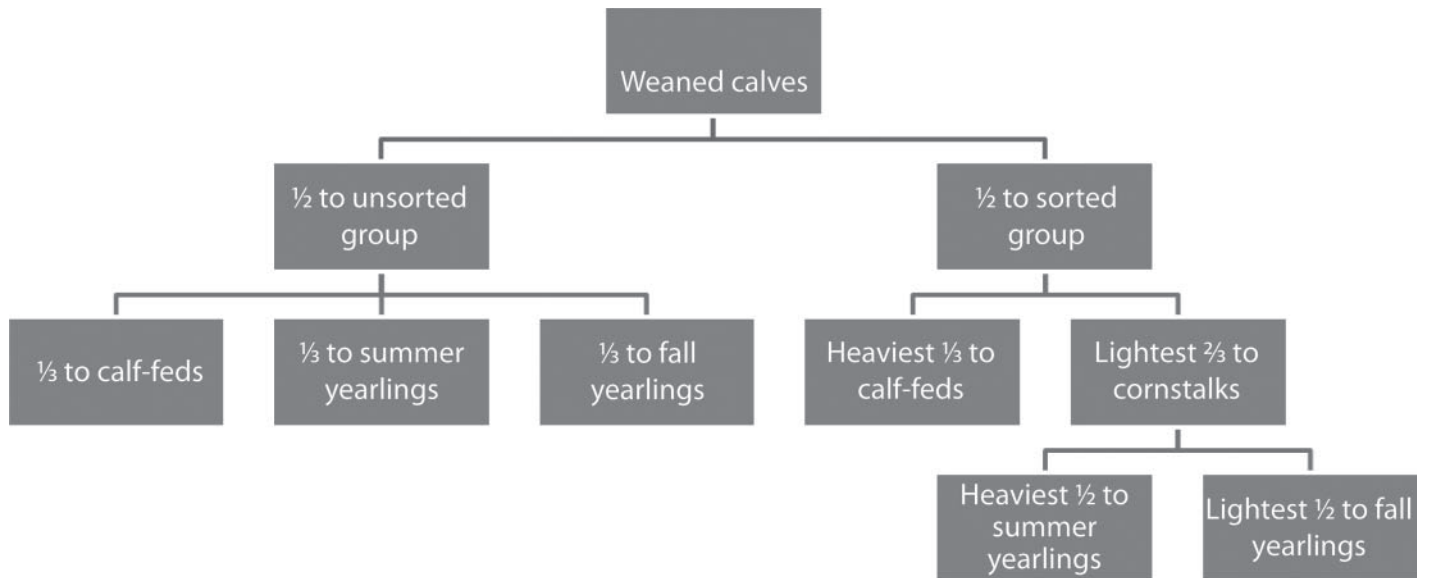 Weaned calves
½ to unsorted
group
½ to sorted
group
⅓ to calf-feds
⅓ to summer
yearlings
⅓ to fall
yearlings
Heaviest ⅓ to
calf-feds
Lightest ⅔ to
cornstalks
Heaviest ½ to
summer
yearlings
Lightest ½ to fall
yearlings